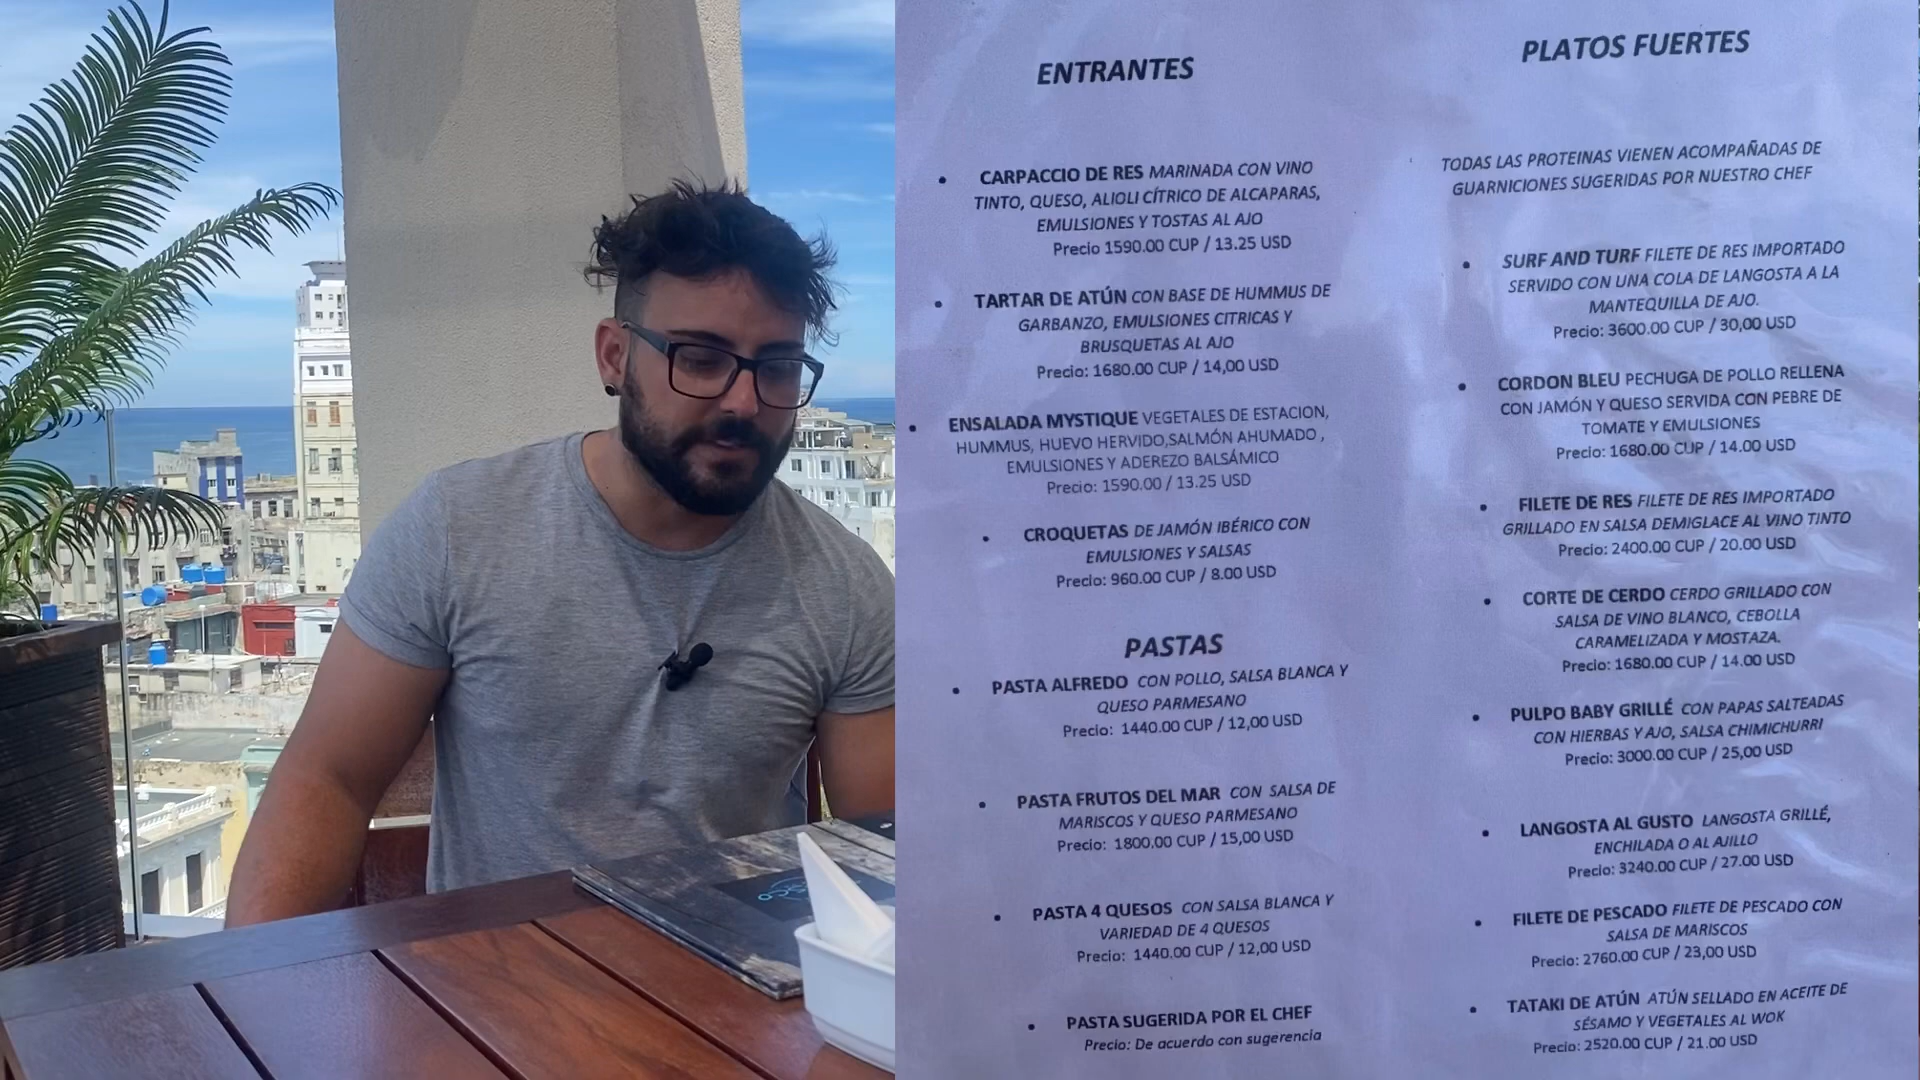 ENTRANTES
• CARPACCIO DE RES MARINADA CON VINO
TINTO, QUESO, ALIOLI CÍTRICO DE ALCAPARAS,
EMULSIONES Y TOSTAS AL AJO
Precio 1590.00 CUP / 13.25 USD
• TARTAR DE ATÚN CON BASE DE HUMMUS DE
GARBANZO, EMULSIONES CITRICAS Y
BRUSQUETAS AL AJO
Precio: 1680.00 CUP / 14,00 USD
• ENSALADA MYSTIQUE VEGETALES DE ESTACION,
HUMMUS, HUEVO HERVIDO,SALMÓN AHUMADO ,
EMULSIONES Y ADEREZO BALSÁMICO
Precio: 1590.00 / 13.25 USD
• CROQUETAS DE JAMÓN IBÉRICO CON
EMULSIONES Y SALSAS
Precio: 960.00 CUP / 8.00 USD
PASTAS
• PASTA ALFREDO CON POLLO, SALSA BLANCA Y
QUESO PARMESANO
Precio: 1440.00 CUP / 12,00 USD
• PASTA FRUTOS DEL MAR CON SALSA DE
MARISCOS Y QUESO PARMESANO
Precio: 1800.00 CUP / 15,00 USD
• PASTA 4 QUESOS CON SALSA BLANCA Y
VARIEDAD DE 4 QUESOS
Precio: 1440.00 CUP / 12,00 USD
• PASTA SUGERIDA POR EL CHEF
Precio: De acuerdo con sugerencia
PLATOS FUERTES
TODAS LAS PROTEINAS VIENEN ACOMPAÑADAS DE
GUARNICIONES SUGERIDAS POR NUESTRO CHEF
• SURF AND TURF FILETE DE RES IMPORTADO
SERVIDO CON UNA COLA DE LANGOSTA A LA
MANTEQUILLA DE AJO.
Precio: 3600.00 CUP / 30,00 USD
• CORDON BLEU PECHUGA DE POLLO RELLENA
CON JAMÓN Y QUESO SERVIDA CON PEBRE DE
TOMATE Y EMULSIONES
Precio: 1680.00 CUP / 14.00 USD
• FILETE DE RES FILETE DE RES IMPORTADO
GRILLADO EN SALSA DEMIGLACE AL VINO TINTO
Precio: 2400.00 CUP / 20.00 USD
• CORTE DE CERDO CERDO GRILLADO CON
SALSA DE VINO BLANCO, CEBOLLA
CARAMELIZADA Y MOSTAZA.
Precio: 1680.00 CUP / 14.00 USD
• PULPO BABY GRILLÉ CON PAPAS SALTEADAS
CON HIERBAS Y AJO, SALSA CHIMICHURRI
Precio: 3000.00 CUP / 25,00 USD
• LANGOSTA AL GUSTO LANGOSTA GRILLÉ,
ENCHILADA O AL AJILLO
Precio: 3240.00 CUP / 27.00 USD
• FILETE DE PESCADO FILETE DE PESCADO CON
SALSA DE MARISCOS
Precio: 2760.00 CUP / 23,00 USD
• TATAKI DE ATÚN ATÚN SELLADO EN ACEITE DE
SÉSAMO Y VEGETALES AL WOK
Precio: 2520.00 CUP / 21.00 USD